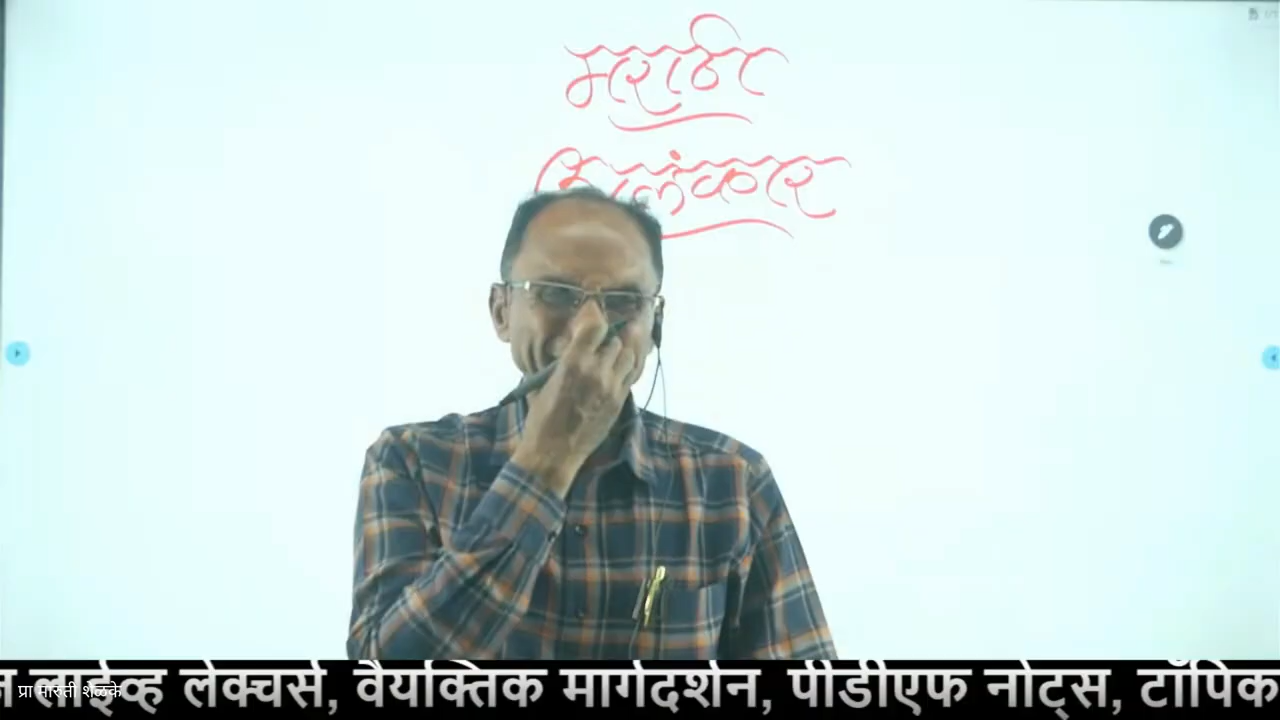 मराठी
अलंकार
लाईव्ह लेक्चर्स, वैयक्तिक मार्गदर्शन, पीडीएफ नोट्स, टॉपिक
प्रा मारुती शेळके